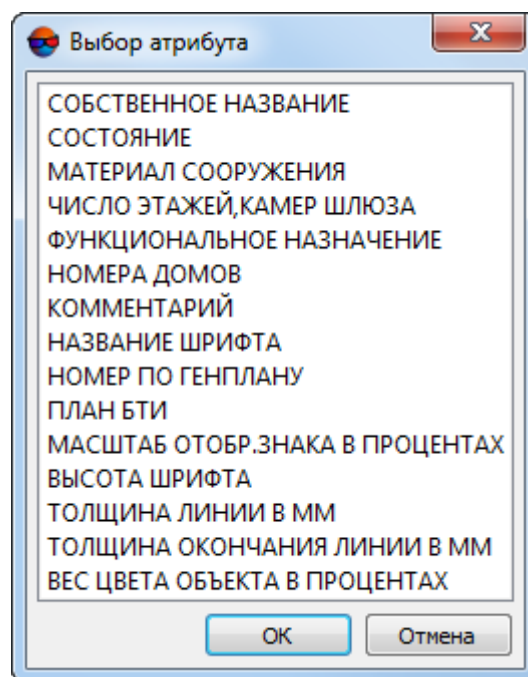 Выбор атрибута
СОБСТВЕННОЕ НАЗВАНИЕ
СОСТОЯНИЕ
МАТЕРИАЛ СООРУЖЕНИЯ
ЧИСЛО ЭТАЖЕЙ,КАМЕР ШЛЮЗА
ФУНКЦИОНАЛЬНОЕ НАЗНАЧЕНИЕ
НОМЕРА ДОМОВ
КОММЕНТАРИЙ
НАЗВАНИЕ ШРИФТА
НОМЕР ПО ГЕНПЛАНУ
ПЛАН БТИ
МАСШТАБ ОТОБР.ЗНАКА В ПРОЦЕНТАХ
ВЫСОТА ШРИФТА
ТОЛЩИНА ЛИНИИ В ММ
ТОЛЩИНА ОКОНЧАНИЯ ЛИНИИ В ММ
ВЕС ЦВЕТА ОБЪЕКТА В ПРОЦЕНТАХ
ОК Отмена